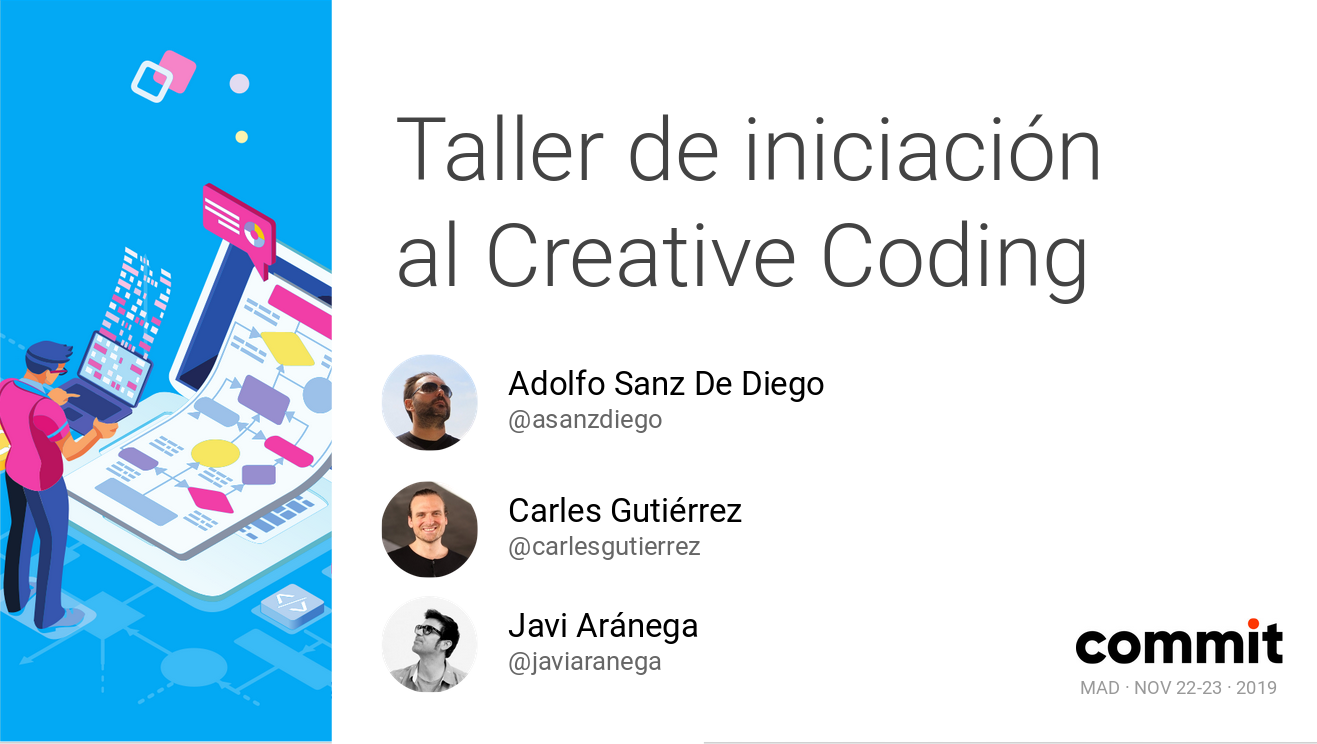 Taller de iniciación
al Creative Coding
Adolfo Sanz De Diego
@asanzdiego
Carles Gutiérrez
@carlesgutierrez
Javi Aránega
@javiaranega
commit
MAD · NOV 22-23 · 2019